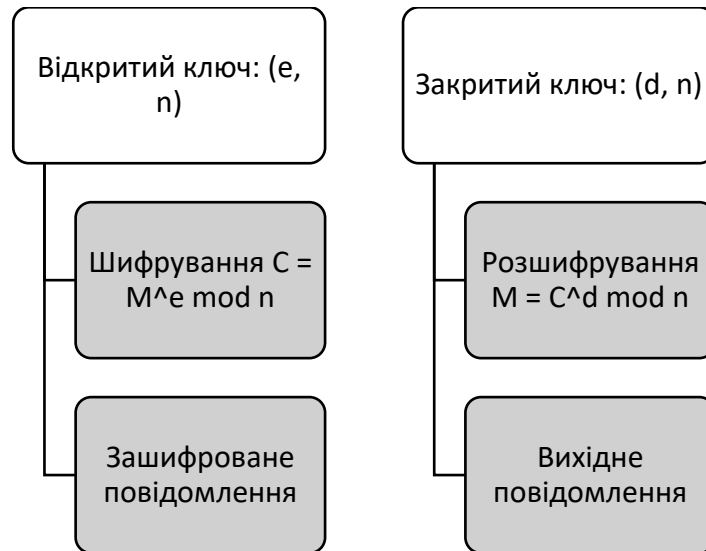 Відкритий ключ: (e,
n)
Шифрування C =
M^e mod n
Зашифроване
повідомлення
Закритий ключ: (d, n)
Розшифрування
M = C^d mod n
Вихідне
повідомлення